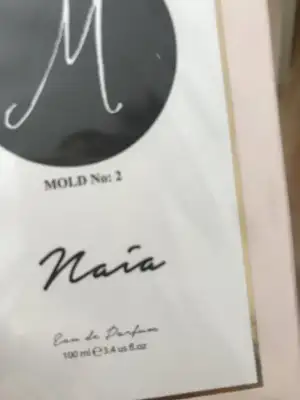 M
MOLD No: 2
Naia
Eau de Parfum
100 ml e 3.4 us fl.oz